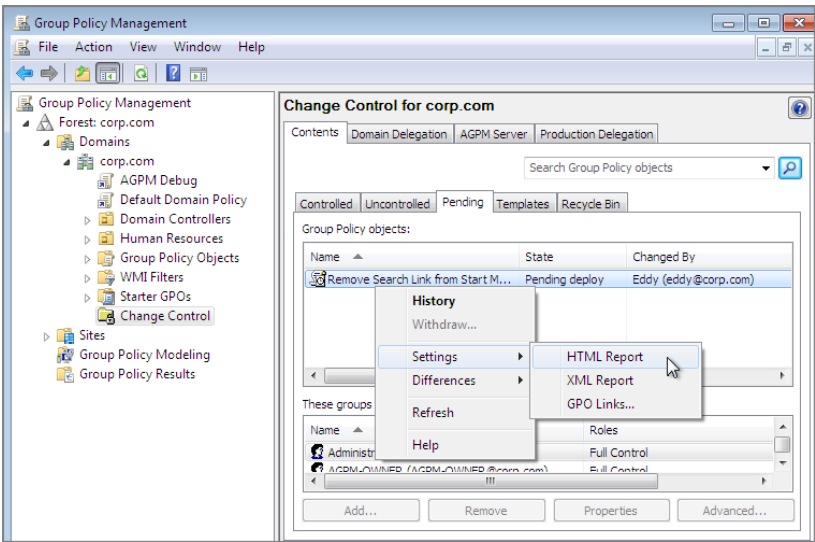 Group Policy Management
File Action View Window Help
Group Policy Management
Forest: corp.com
Domains
corp.com
AGPM Debug
Default Domain Policy
Domain Controllers
Human Resources
Group Policy Objects
WMI Filters
Starter GPOs
Change Control
Sites
Group Policy Modeling
Group Policy Results
Change Control for corp.com
Contents Domain Delegation AGPM Server Production Delegation
Search Group Policy objects
Controlled Uncontrolled Pending Templates Recycle Bin
Group Policy objects:
Name State Changed By
Remove Search Link from Start M... Pending deploy Eddy (eddy@corp.com)
History
Withdraw...
Settings
Differences
Refresh
Help
HTML Report
XML Report
GPO Links...
These groups
Name Roles
Administr Full Control
AGPM-OWNER (AGPM-OWNER@corp.com) Full Control
Add... Remove Properties Advanced...